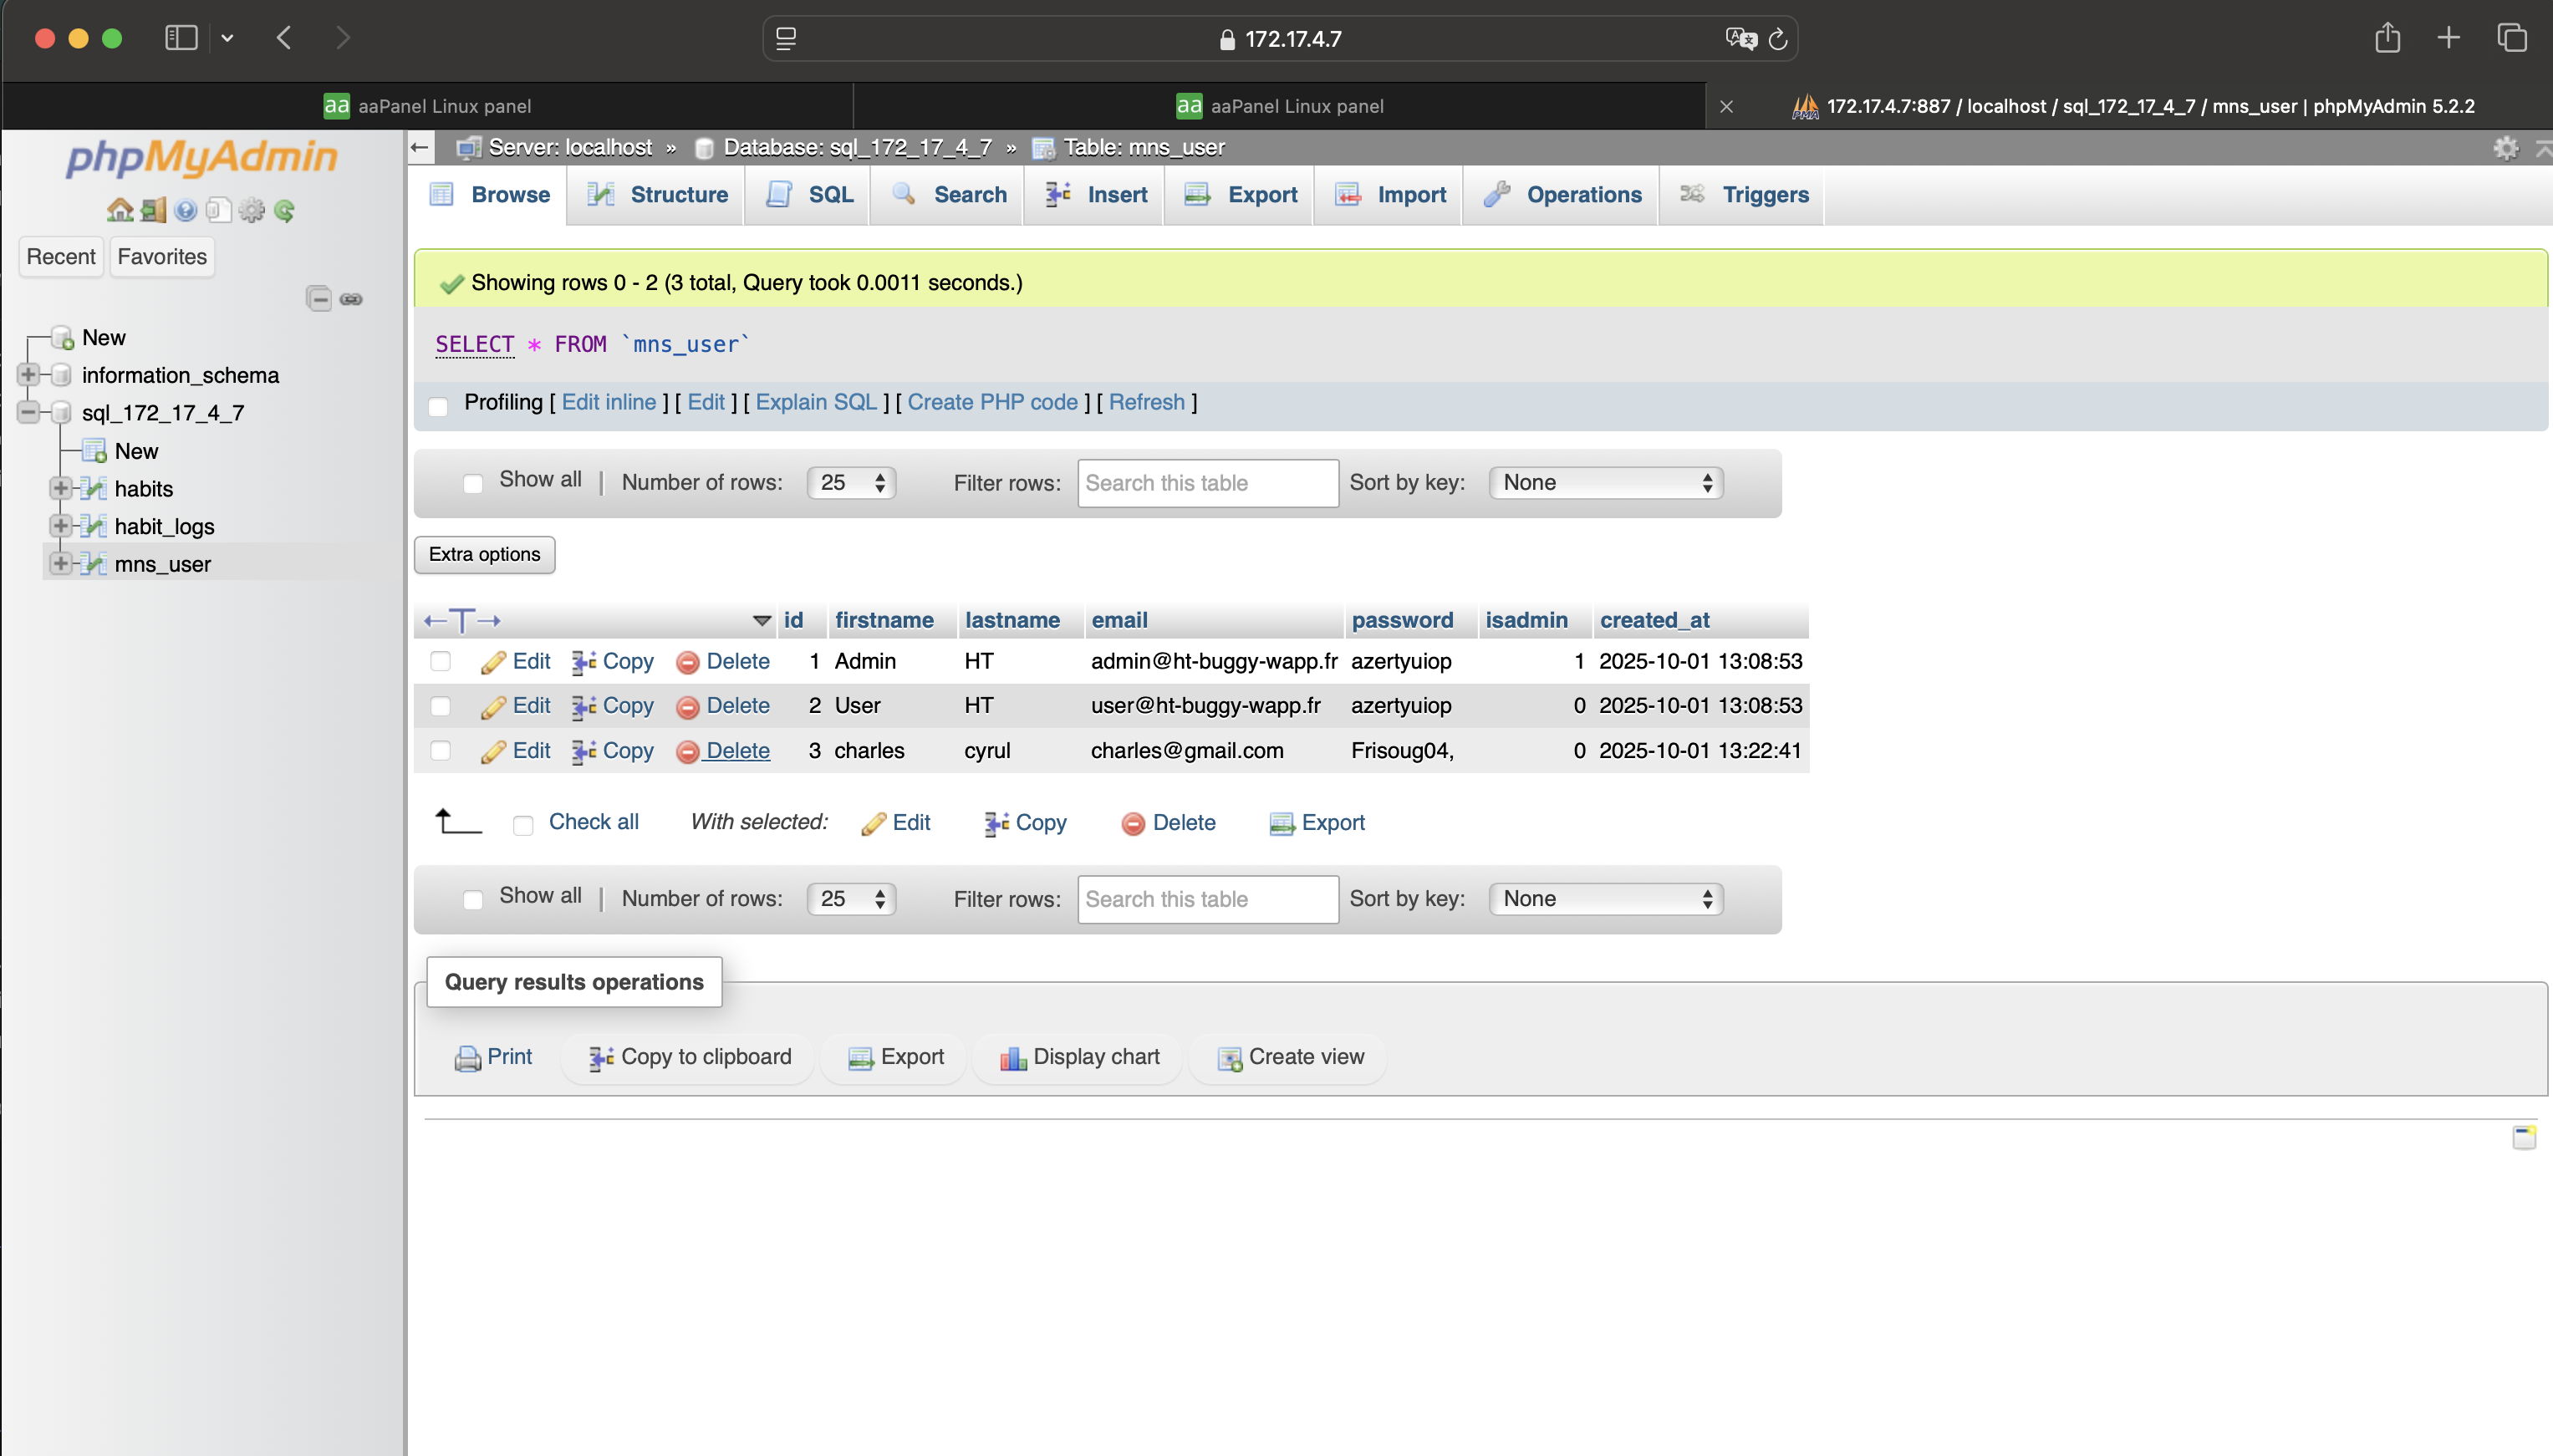 172.17.4.7
aa aaPanel Linux panel
aa aaPanel Linux panel
172.17.4.7:887 / localhost / sql_172_17_4_7 / mns_user | phpMyAdmin 5.2.2
phpMyAdmin
Recent Favorites
New
information_schema
sql_172_17_4_7
New
habits
habit_logs
mns_user
Server: localhost » Database: sql_172_17_4_7 » Table: mns_user
Browse Structure SQL Search Insert Export Import Operations Triggers
Showing rows 0 - 2 (3 total, Query took 0.0011 seconds.)
SELECT * FROM `mns_user`
Profiling [ Edit inline ] [ Edit ] [ Explain SQL ] [ Create PHP code ] [ Refresh ]
Show all | Number of rows: 25 Filter rows: Search this table Sort by key: None
Extra options
←T→ id firstname lastname email password isadmin created_at
Edit Copy Delete 1 Admin HT admin@ht-buggy-wapp.fr azertyuiop 1 2025-10-01 13:08:53
Edit Copy Delete 2 User HT user@ht-buggy-wapp.fr azertyuiop 0 2025-10-01 13:08:53
Edit Copy Delete 3 charles cyrul charles@gmail.com Frisoug04, 0 2025-10-01 13:22:41
Check all With selected: Edit Copy Delete Export
Show all | Number of rows: 25 Filter rows: Search this table Sort by key: None
Query results operations
Print Copy to clipboard Export Display chart Create view